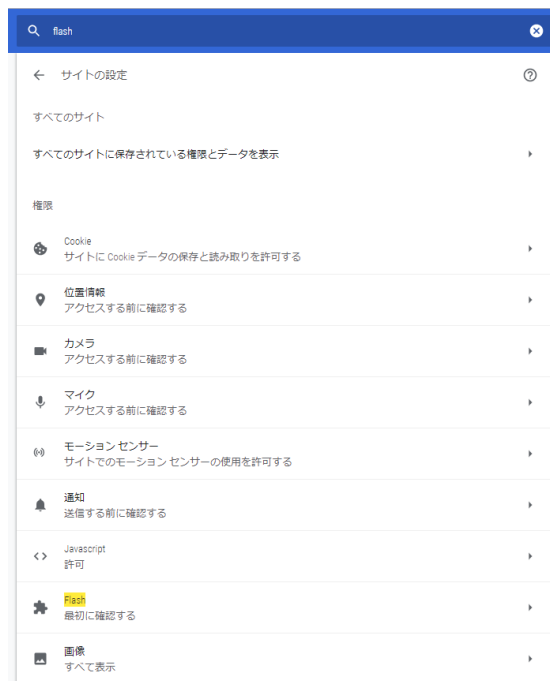 flash
サイトの設定
すべてのサイト
すべてのサイトに保存されている権限とデータを表示
権限
Cookie
サイトに Cookie データの保存と読み取りを許可する
位置情報
アクセスする前に確認する
カメラ
アクセスする前に確認する
マイク
アクセスする前に確認する
モーション センサー
サイトでのモーション センサーの使用を許可する
通知
送信する前に確認する
Javascript
許可
Flash
最初に確認する
画像
すべて表示